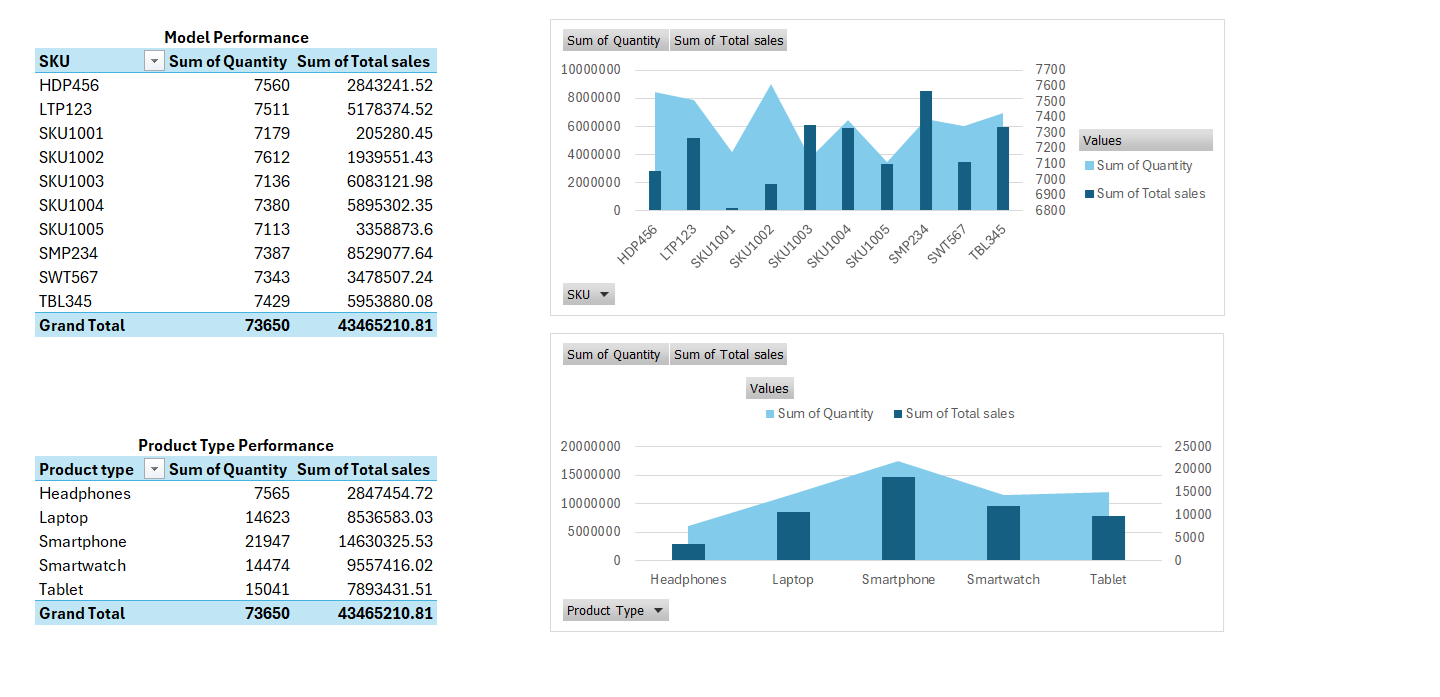 Model Performance
SKU Sum of Quantity Sum of Total sales
HDP456 7560 2843241.52
LTP123 7511 5178374.52
SKU1001 7179 205280.45
SKU1002 7612 1939551.43
SKU1003 7136 6083121.98
SKU1004 7380 5895302.35
SKU1005 7113 3358873.6
SMP234 7387 8529077.64
SWT567 7343 3478507.24
TBL345 7429 5953880.08
Grand Total 73650 43465210.81
Sum of Quantity Sum of Total sales
10000000 7700
7600
8000000 7500
7400
6000000 7300
7200
4000000 7100
7000
2000000 6900
0 6800
Values
Sum of Quantity
Sum of Total sales
HDP456 LTP123 SKU1001 SKU1002 SKU1003 SKU1004 SKU1005 SMP234 SWT567 TBL345
SKU
Product Type Performance
Product type Sum of Quantity Sum of Total sales
Headphones 7565 2847454.72
Laptop 14623 8536583.03
Smartphone 21947 14630325.53
Smartwatch 14474 9557416.02
Tablet 15041 7893431.51
Grand Total 73650 43465210.81
Sum of Quantity Sum of Total sales
Values
Sum of Quantity Sum of Total sales
20000000 25000
20000
15000000 15000
10000000 10000
5000000 5000
0 0
Headphones Laptop Smartphone Smartwatch Tablet
Product Type